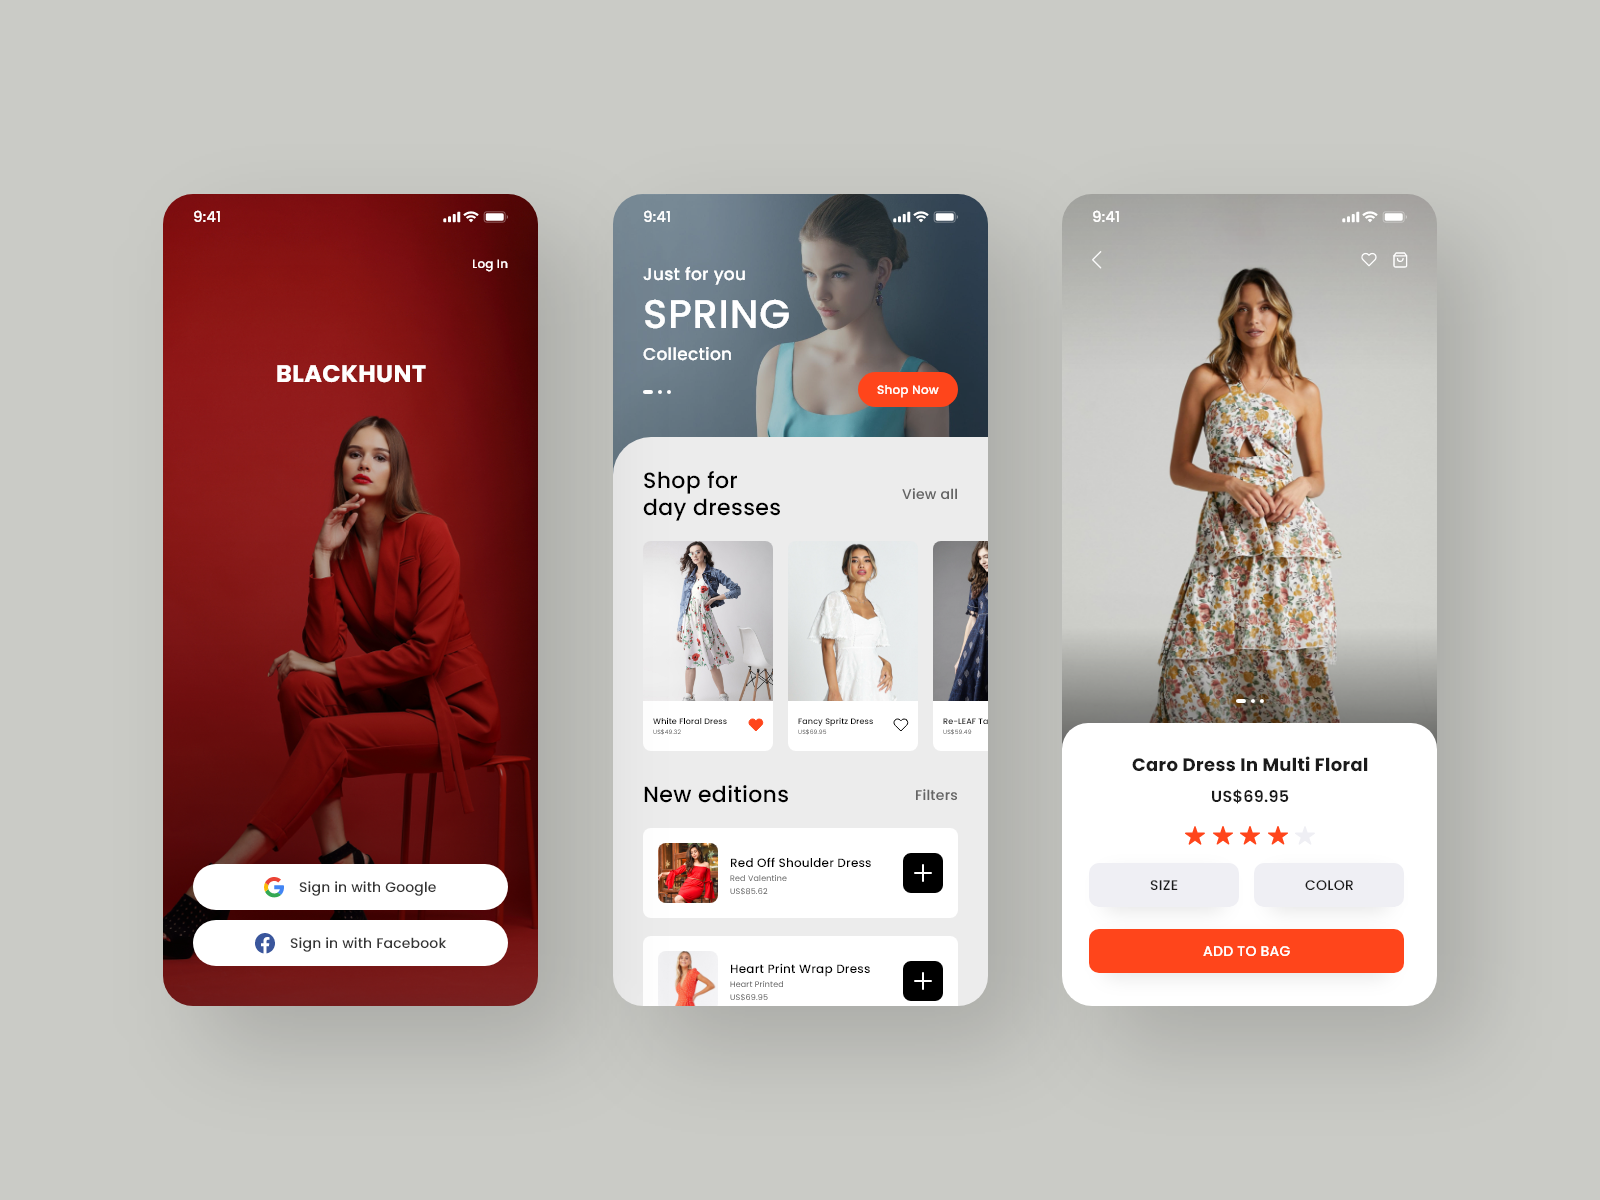 9:41
Log In
BLACKHUNT
Sign in with Google
Sign in with Facebook
9:41
Just for you
SPRING
Collection
Shop Now
Shop for
day dresses
View all
White Floral Dress
US$49.32
Fancy Spritz Dress
US$69.95
Re-LEAF Ta
US$59.49
New editions
Filters
Red Off Shoulder Dress
Red Valentine
US$85.62
Heart Print Wrap Dress
Heart Printed
US$69.95
9:41
Caro Dress In Multi Floral
US$69.95
SIZE
COLOR
ADD TO BAG